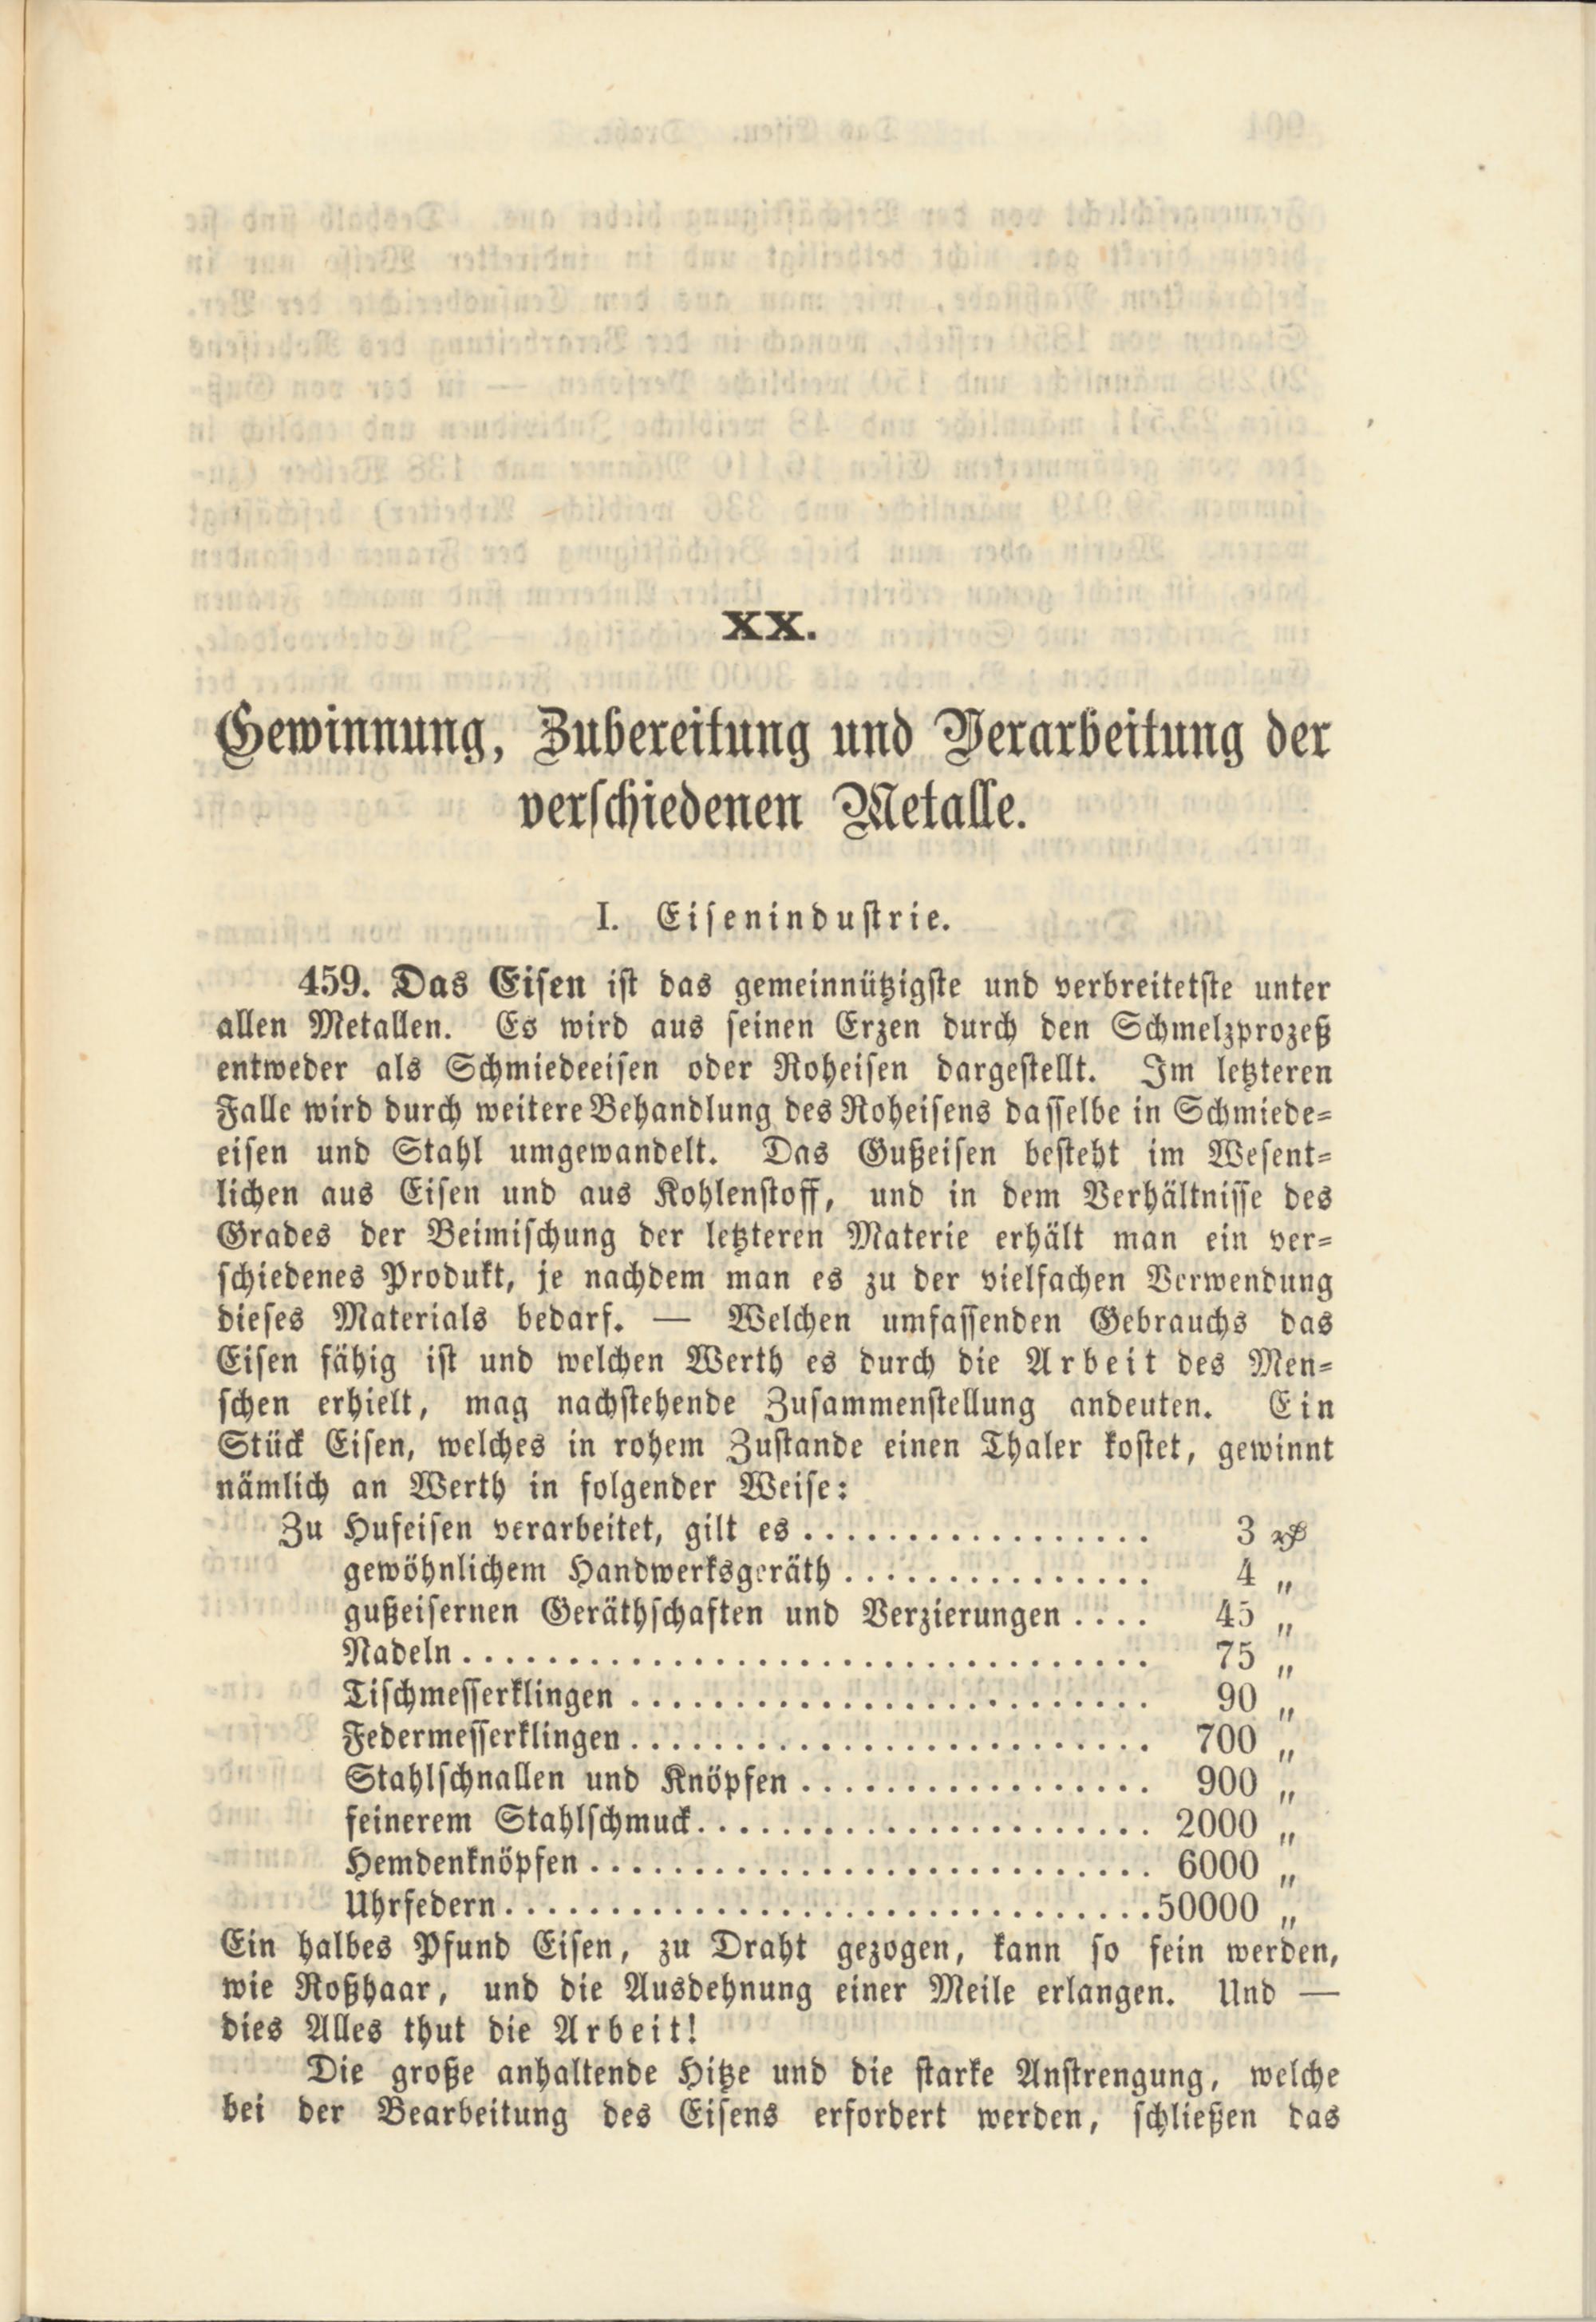 XX.
Gewinnung, Zubereitung und Verarbeitung der
verschiedenen Metalle.
I. Eisenindustrie.
459. Das Eisen ist das gemeinnützigste und verbreitetste unter
allen Metallen. Es wird aus seinen Erzen durch den Schmelzprozeß
entweder als Schmiedeeisen oder Roheisen dargestellt. Im letzteren
Falle wird durch weitere Behandlung des Roheisens dasselbe in Schmiede-
eisen und Stahl umgewandelt. Das Gußeisen besteht im Wesent-
lichen aus Eisen und aus Kohlenstoff, und in dem Verhältnisse des
Grades der Beimischung der letzteren Materie erhält man ein ver-
schiedenes Produkt, je nachdem man es zu der vielfachen Verwendung
dieses Materials bedarf. — Welchen umfassenden Gebrauchs das
Eisen fähig ist und welchen Werth es durch die Arbeit des Men-
schen erhielt, mag nachstehende Zusammenstellung andeuten. Ein
Stück Eisen, welches in rohem Zustande einen Thaler kostet, gewinnt
nämlich an Werth in folgender Weise:
Zu Hufeisen verarbeitet, gilt es ................. 3 ₰
gewöhnlichem Handwerksgeräth ............... 4 „
gußeisernen Geräthschaften und Verzierungen .... 45 „
Nadeln ................................. 75 „
Tischmesserklingen ......................... 90 „
Federmesserklingen ......................... 700 „
Stahlschnallen und Knöpfen ................. 900 „
feinerem Stahlschmuck ...................... 2000 „
Hemdenknöpfen ........................... 6000 „
Uhrfedern ............................... 50000 „
Ein halbes Pfund Eisen, zu Draht gezogen, kann so fein werden,
wie Roßhaar, und die Ausdehnung einer Meile erlangen. Und —
dies Alles thut die Arbeit!
Die große anhaltende Hitze und die starke Anstrengung, welche
bei der Bearbeitung des Eisens erfordert werden, schließen das